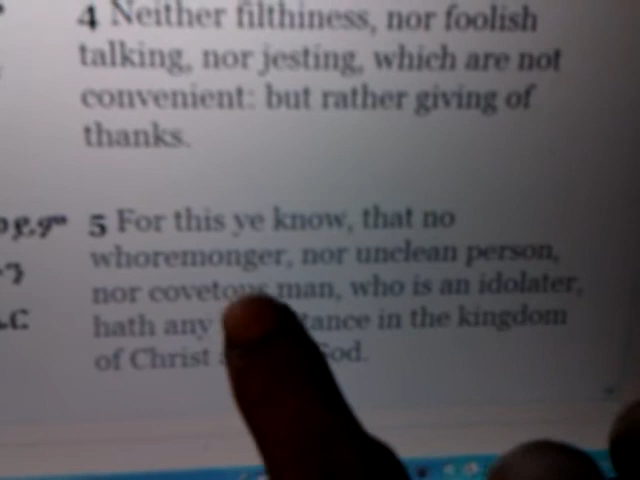 4 Neither filthiness, nor foolish
talking, nor jesting, which are not
convenient: but rather giving of
thanks.
5 For this ye know, that no
whoremonger, nor unclean person,
nor covetous man, who is an idolater,
hath any tance in the kingdom
of Christ God.